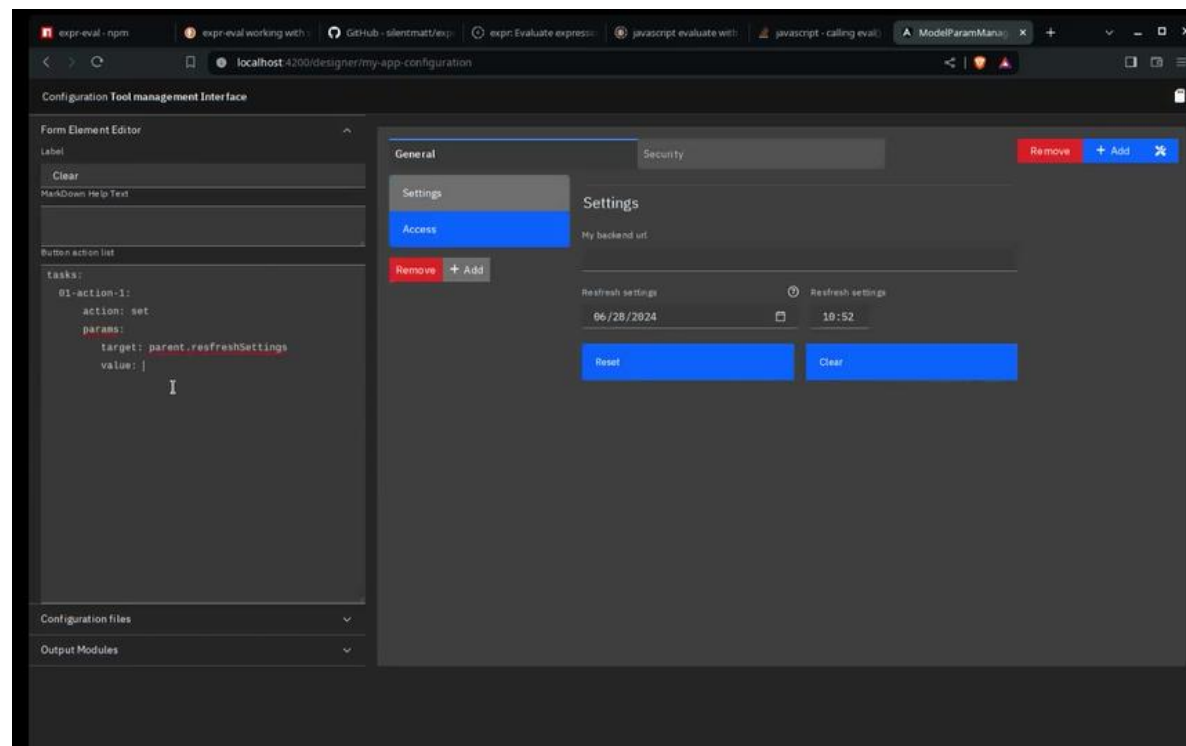 expr-eval - npm
expr-eval working with
GitHub - silentmatt/exp
expr: Evaluate expressi
javascript evaluate with
javascript - calling eval()
ModelParamManag
localhost:4200/designer/my-app-configuration
Configuration Tool management Interface
Form Element Editor
Label
Clear
MarkDown Help Text
Button action list
tasks:
01-action-1:
action: set
params:
target: parent.resfreshSettings
value:
Configuration files
Output Modules
General
Security
Remove
+ Add
Settings
Access
Remove
+ Add
Settings
My backend url
Resfresh settings
Resfresh settings
06/28/2024
10:52
Reset
Clear